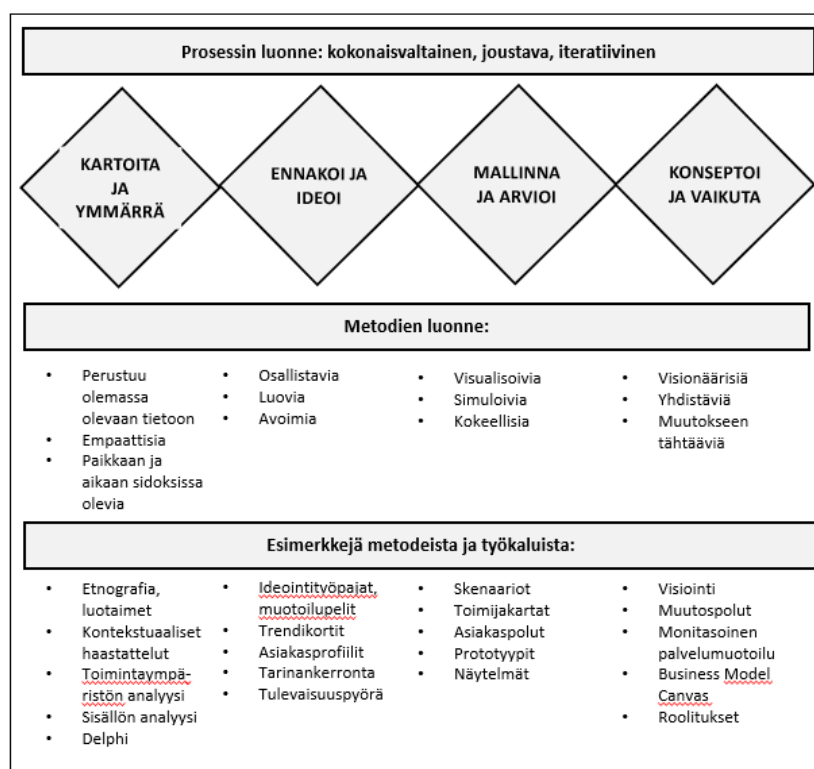 Prosessin luonne: kokonaisvaltainen, joustava, iteratiivinen
KARTOITA
JA
YMMÄRRÄ
ENNAKOI JA
IDEOI
MALLINNA
JA ARVIOI
KONSEPTOI
JA VAIKUTA
Metodien luonne:
• Perustuu
olemassa
olevaan tietoon
• Empaattisia
• Paikkaan ja
aikaan sidoksissa
olevia
• Osallistavia
• Luovia
• Avoimia
• Visualisoivia
• Simuloivia
• Kokeellisia
• Visionäärisiä
• Yhdistäviä
• Muutokseen
tähtääviä
Esimerkkejä metodeista ja työkaluista:
• Etnografia,
luotaimet
• Kontekstuaaliset
haastattelut
• Toimintaympä-
ristön analyysi
• Sisällön analyysi
• Delphi
• Ideointityöpajat,
muotoilupelit
• Trendikortit
• Asiakasprofiilit
• Tarinankerronta
• Tulevaisuuspyörä
• Skenaariot
• Toimijakartat
• Asiakaspolut
• Prototyypit
• Näytelmät
• Visiointi
• Muutospolut
• Monitasoinen
palvelumuotoilu
• Business Model
Canvas
• Roolitukset